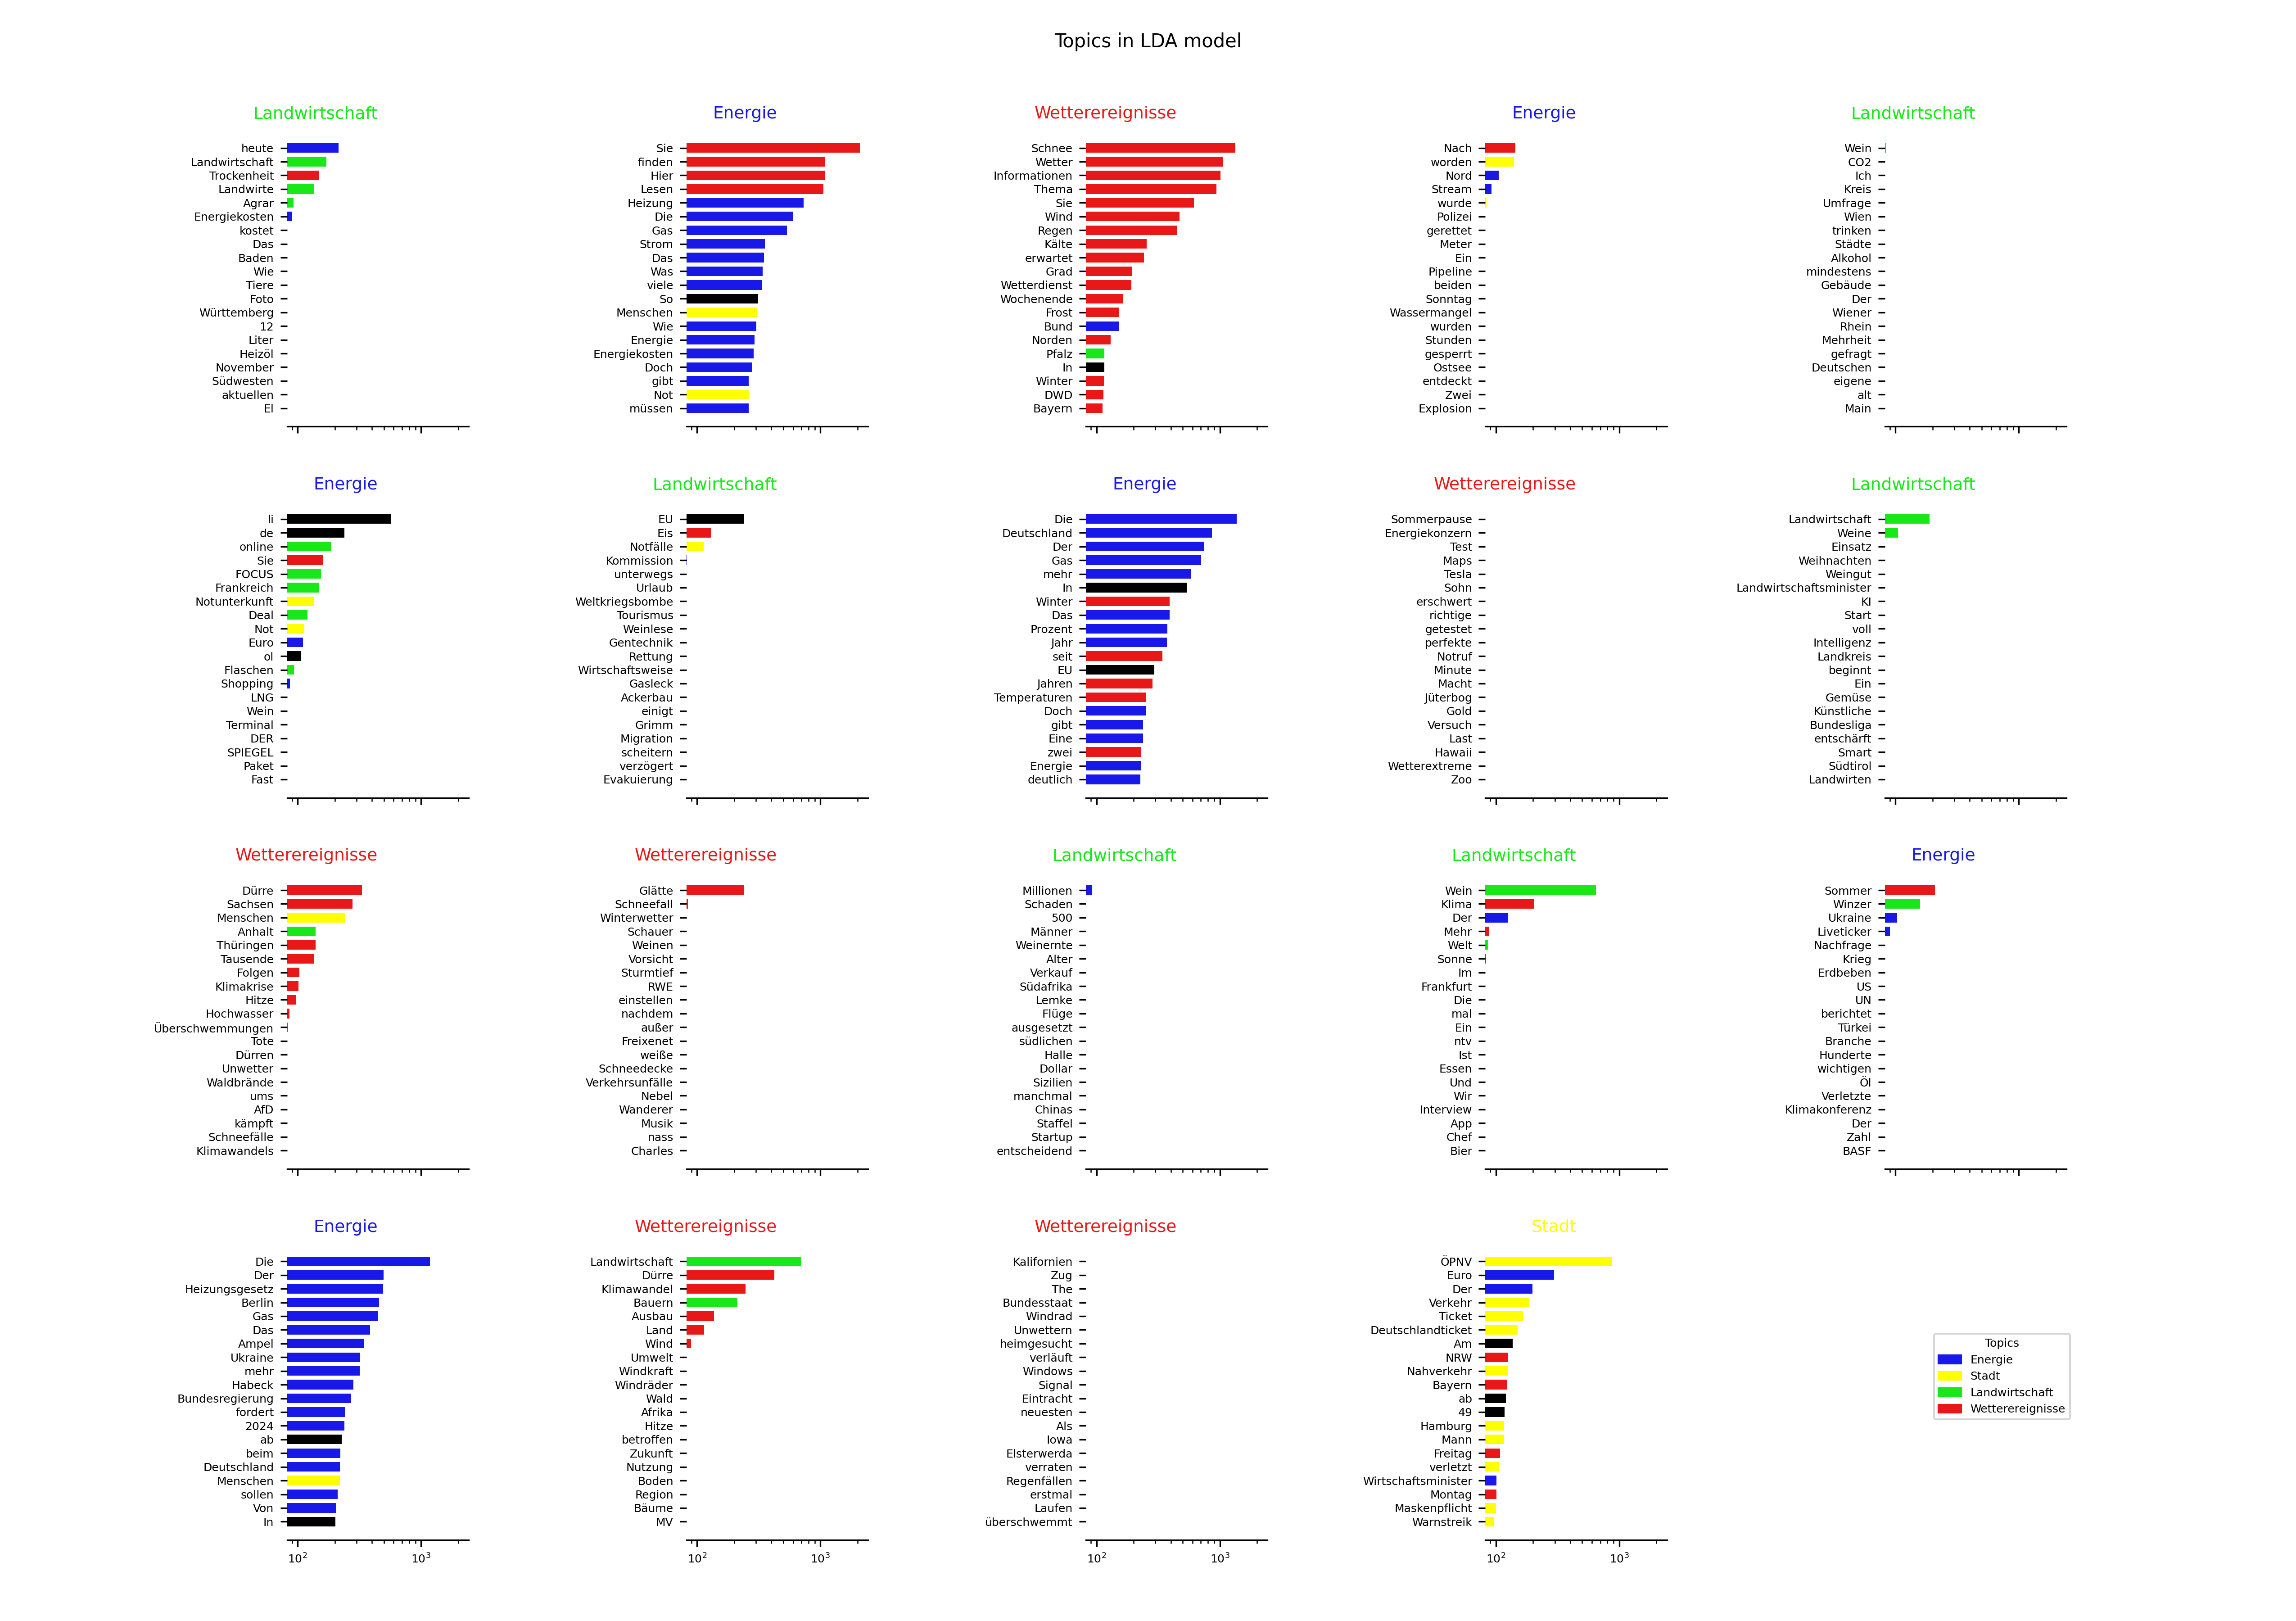 Topics in LDA model
Landwirtschaft
heute
Landwirtschaft
Trockenheit
Landwirte
Agrar
Energiekosten
kostet
Das
Baden
Wie
Tiere
Foto
Württemberg
12
Liter
Heizöl
November
Südwesten
aktuellen
El
Energie
Sie
finden
Hier
Lesen
Heizung
Die
Gas
Strom
Das
Was
viele
So
Menschen
Wie
Energie
Energiekosten
Doch
gibt
Not
müssen
Wetterereignisse
Schnee
Wetter
Informationen
Thema
Sie
Wind
Regen
Kälte
erwartet
Grad
Wetterdienst
Wochenende
Frost
Bund
Norden
Pfalz
In
Winter
DWD
Bayern
Energie
Nach
worden
Nord
Stream
wurde
Polizei
gerettet
Meter
Ein
Pipeline
beiden
Sonntag
Wassermangel
wurden
Stunden
gesperrt
Ostsee
entdeckt
Zwei
Explosion
Landwirtschaft
Wein
CO2
Ich
Kreis
Umfrage
Wien
trinken
Städte
Alkohol
mindestens
Gebäude
Der
Wiener
Rhein
Mehrheit
gefragt
Deutschen
eigene
alt
Main
Energie
li
de
online
Sie
FOCUS
Frankreich
Notunterkunft
Deal
Not
Euro
ol
Flaschen
Shopping
LNG
Wein
Terminal
DER
SPIEGEL
Paket
Fast
Landwirtschaft
EU
Eis
Notfälle
Kommission
unterwegs
Urlaub
Weltkriegsbombe
Tourismus
Weinlese
Gentechnik
Rettung
Wirtschaftsweise
Gasleck
Ackerbau
einigt
Grimm
Migration
scheitern
verzögert
Evakuierung
Energie
Die
Deutschland
Der
Gas
mehr
In
Winter
Das
Prozent
Jahr
seit
EU
Jahren
Temperaturen
Doch
gibt
Eine
zwei
Energie
deutlich
Wetterereignisse
Sommerpause
Energiekonzern
Test
Maps
Tesla
Sohn
erschwert
richtige
getestet
perfekte
Notruf
Minute
Macht
Jüterbog
Gold
Versuch
Last
Hawaii
Wetterextreme
Zoo
Landwirtschaft
Landwirtschaft
Weine
Einsatz
Weihnachten
Weingut
Landwirtschaftsminister
KI
Start
voll
Intelligenz
Landkreis
beginnt
Ein
Gemüse
Künstliche
Bundesliga
entschärft
Smart
Südtirol
Landwirten
Wetterereignisse
Dürre
Sachsen
Menschen
Anhalt
Thüringen
Tausende
Folgen
Klimakrise
Hitze
Hochwasser
Überschwemmungen
Tote
Dürren
Unwetter
Waldbrände
ums
AfD
kämpft
Schneefälle
Klimawandels
Wetterereignisse
Glätte
Schneefall
Winterwetter
Schauer
Weinen
Vorsicht
Sturmtief
RWE
einstellen
nachdem
außer
Freixenet
weiße
Schneedecke
Verkehrsunfälle
Nebel
Wanderer
Musik
nass
Charles
Landwirtschaft
Millionen
Schaden
500
Männer
Weinernte
Alter
Verkauf
Südafrika
Lemke
Flüge
ausgesetzt
südlichen
Halle
Dollar
Sizilien
manchmal
Chinas
Staffel
Startup
entscheidend
Landwirtschaft
Wein
Klima
Der
Mehr
Welt
Sonne
Im
Frankfurt
Die
mal
Ein
ntv
Ist
Essen
Und
Wir
Interview
App
Chef
Bier
Energie
Sommer
Winzer
Ukraine
Liveticker
Nachfrage
Krieg
Erdbeben
US
UN
berichtet
Türkei
Branche
Hunderte
wichtigen
Öl
Verletzte
Klimakonferenz
Der
Zahl
BASF
Energie
Die
Der
Heizungsgesetz
Berlin
Gas
Das
Ampel
Ukraine
mehr
Habeck
Bundesregierung
fordert
2024
ab
beim
Deutschland
Menschen
sollen
Von
In
10² 10³
Wetterereignisse
Landwirtschaft
Dürre
Klimawandel
Bauern
Ausbau
Land
Wind
Umwelt
Windkraft
Windräder
Wald
Afrika
Hitze
betroffen
Zukunft
Nutzung
Boden
Region
Bäume
MV
10² 10³
Wetterereignisse
Kalifornien
Zug
The
Bundesstaat
Windrad
Unwettern
heimgesucht
verläuft
Windows
Signal
Eintracht
neuesten
Als
Iowa
Elsterwerda
verraten
Regenfällen
erstmal
Laufen
überschwemmt
10² 10³
Stadt
ÖPNV
Euro
Der
Verkehr
Ticket
Deutschlandticket
Am
NRW
Nahverkehr
Bayern
ab
49
Hamburg
Mann
Freitag
verletzt
Wirtschaftsminister
Montag
Maskenpflicht
Warnstreik
10² 10³
Topics
Energie
Stadt
Landwirtschaft
Wetterereignisse